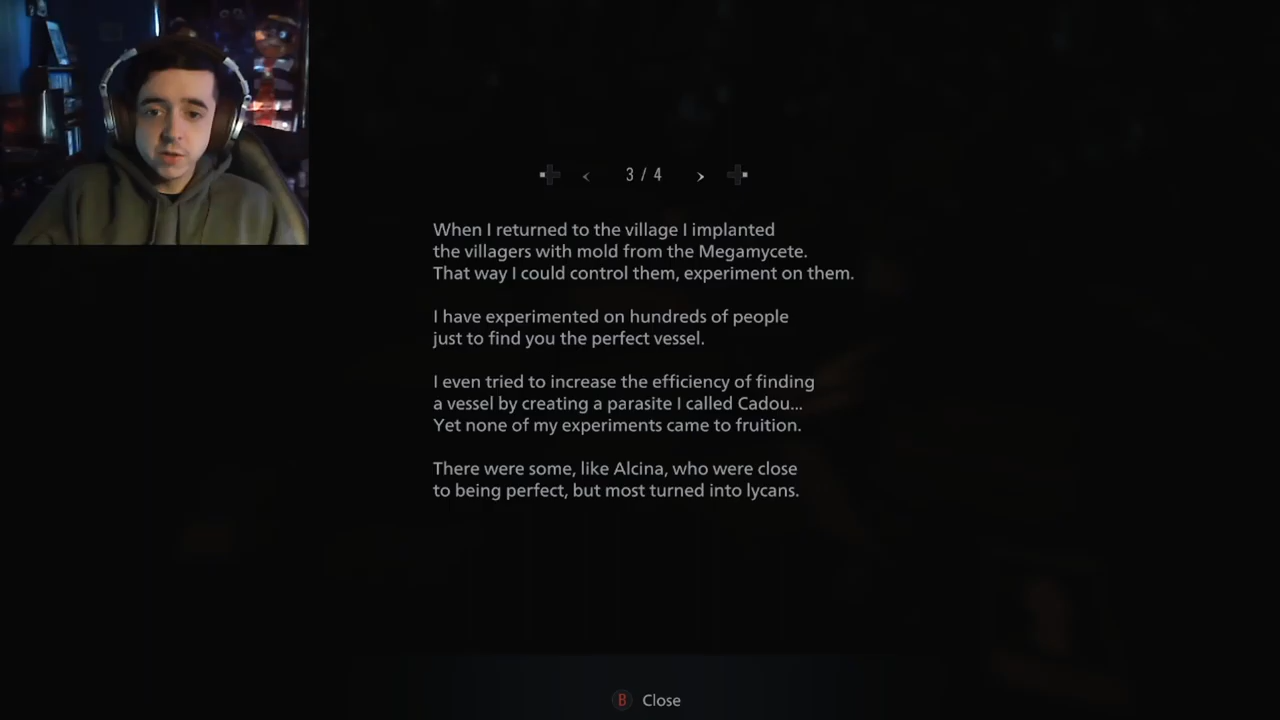 3 / 4
When I returned to the village I implanted
the villagers with mold from the Megamycete.
That way I could control them, experiment on them.
I have experimented on hundreds of people
just to find you the perfect vessel.
I even tried to increase the efficiency of finding
a vessel by creating a parasite I called Cadou...
Yet none of my experiments came to fruition.
There were some, like Alcina, who were close
to being perfect, but most turned into lycans.
B Close